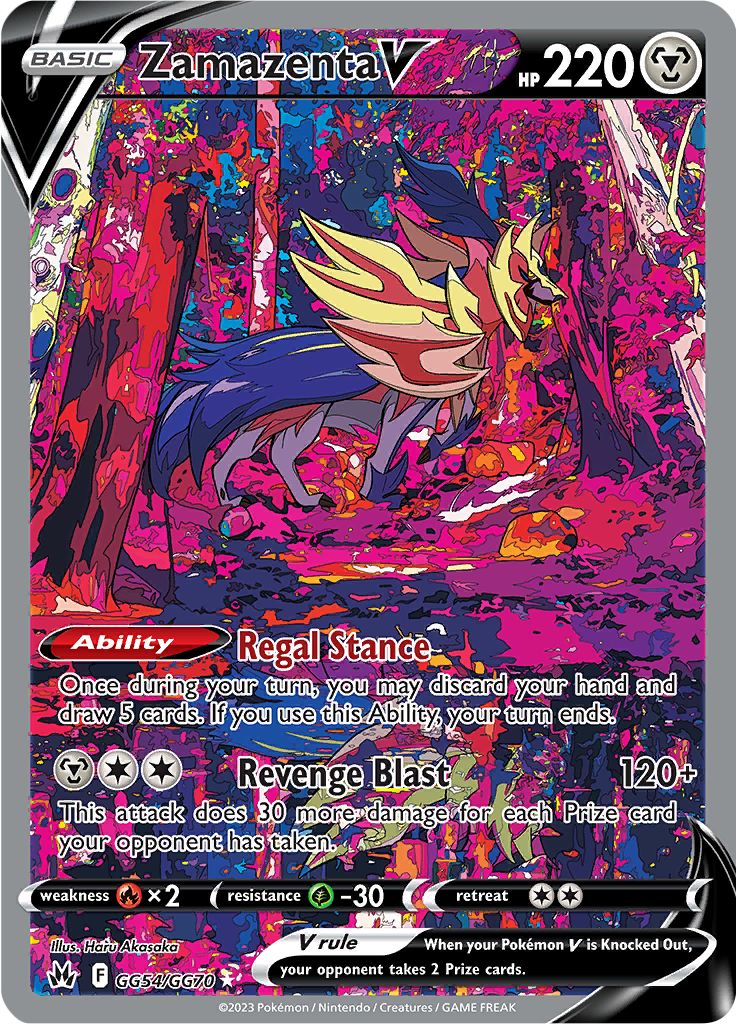 BASIC
Zamazenta V
HP 220
Ability Regal Stance
Once during your turn, you may discard your hand and
draw 5 cards. If you use this Ability, your turn ends.
Revenge Blast 120+
This attack does 30 more damage for each Prize card
your opponent has taken.
weakness ×2 resistance -30 retreat
Illus. Haru Akasaka
V rule When your Pokémon V is Knocked Out,
your opponent takes 2 Prize cards.
F GG54/GG70
©2023 Pokémon / Nintendo / Creatures / GAME FREAK